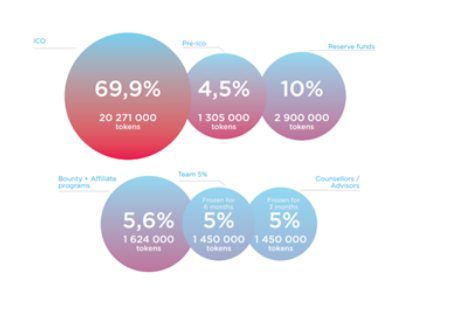 ICO
Pre-Ico
Reserve funds
69,9%
20 271 000
tokens
4,5%
1 305 000
tokens
10%
2 900 000
tokens
Bounty + Affiliate
programs
Team 5%
Counsellors /
Advisors
5,6%
1 624 000
tokens
Frozen for
6 months
5%
1 450 000
tokens
Frozen for
3 months
5%
1 450 000
tokens